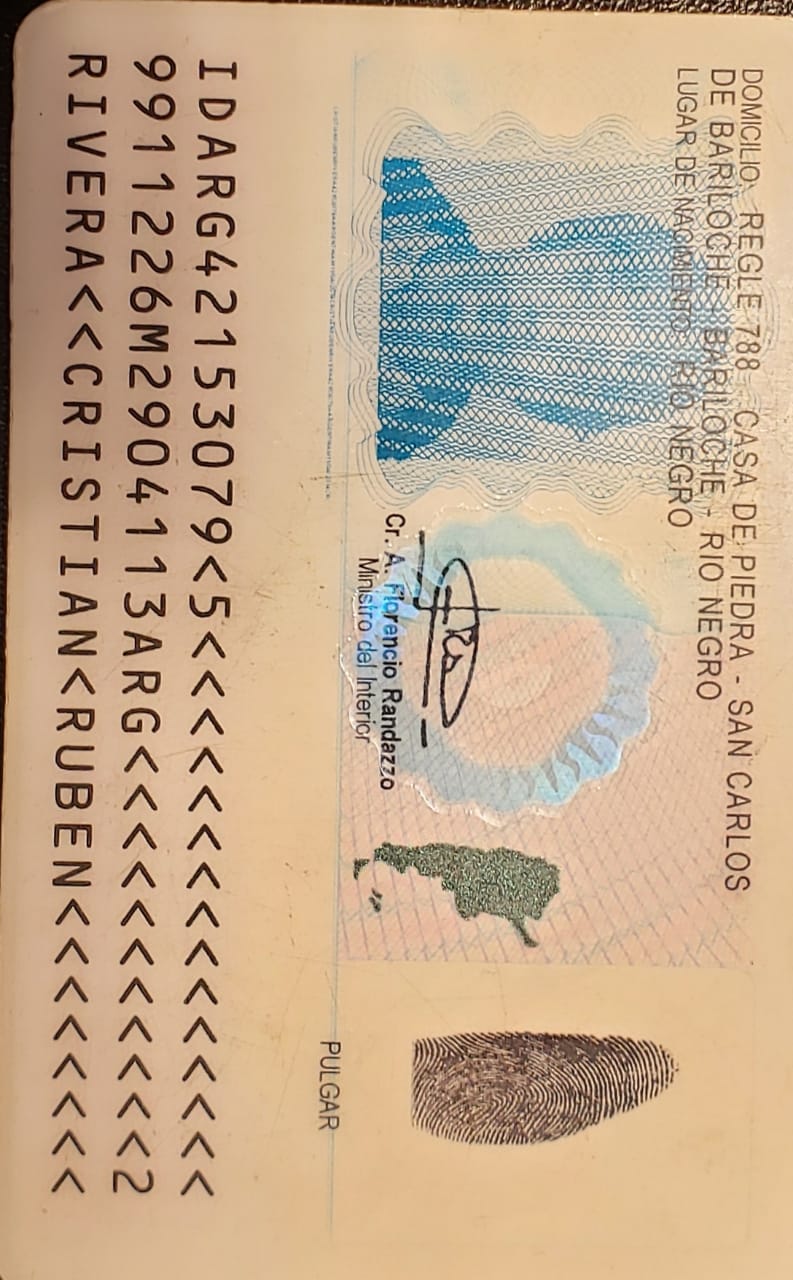 DOMICILIO: REGLE 788 CASA DE PIEDRA - SAN CARLOS
DE BARILOCHE - BARILOCHE - RIO NEGRO
LUGAR DE NACIMIENTO: RIO NEGRO
Cr. A. Florencio Randazzo
Ministro del Interior
PULGAR
IDARG42153079<5<<<<<<<<<<<<<<<
9911226M2904113ARG<<<<<<<<<<<2
RIVERA<<CRISTIAN<RUBEN<<<<<<<<